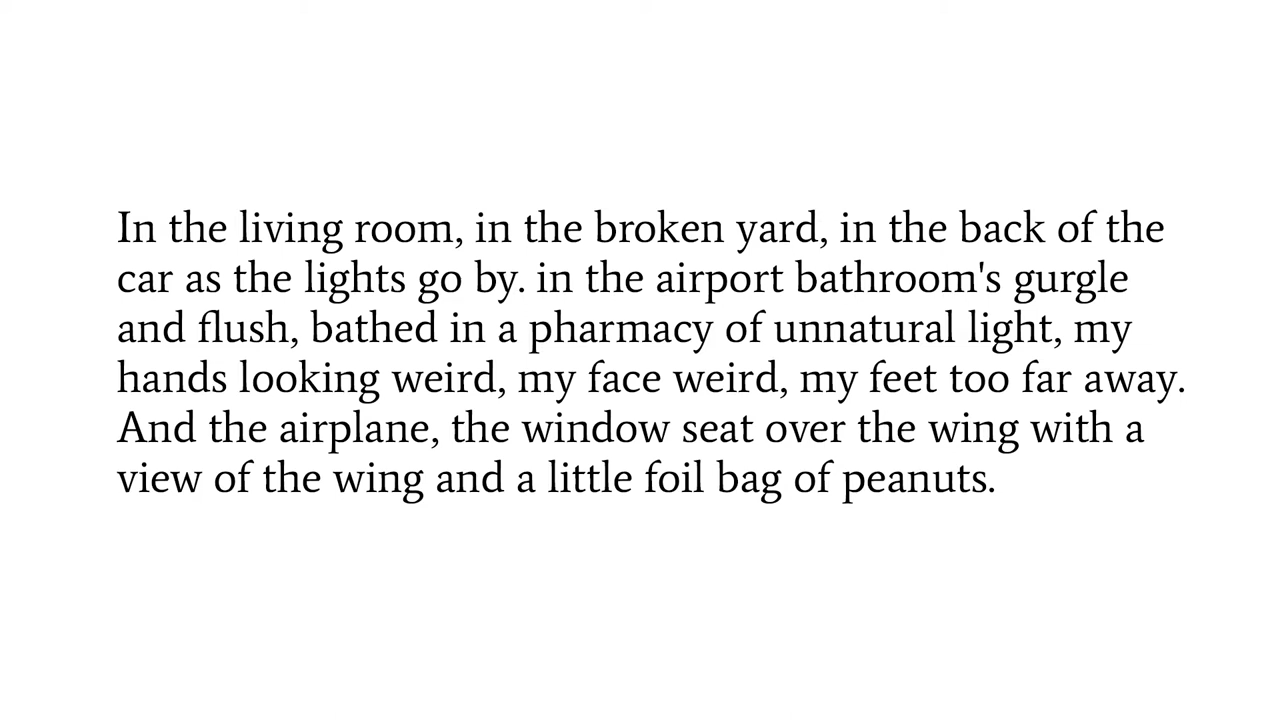 In the living room, in the broken yard, in the back of the
car as the lights go by. in the airport bathroom's gurgle
and flush, bathed in a pharmacy of unnatural light, my
hands looking weird, my face weird, my feet too far away.
And the airplane, the window seat over the wing with a
view of the wing and a little foil bag of peanuts.